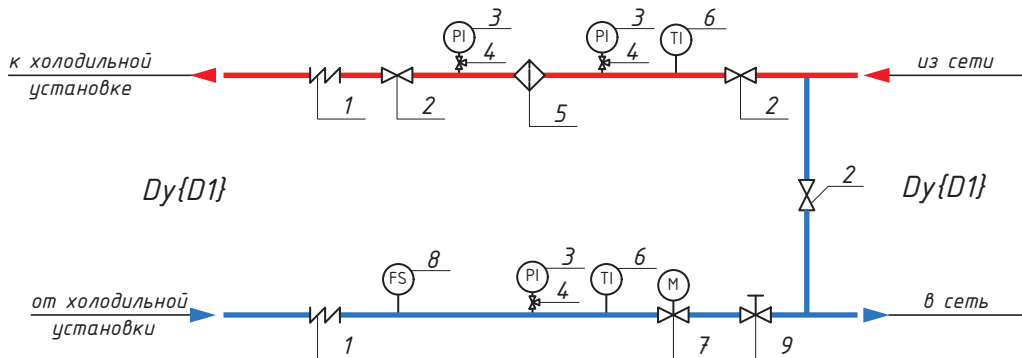 3
3
6
PI
PI
TI
4
4
к холодильной
установке
из сети
1
2
5
2
Dy{D1}
2
Dy{D1}
8
3
6
FS
PI
TI
M
4
от холодильной
установки
в сеть
1
7
9